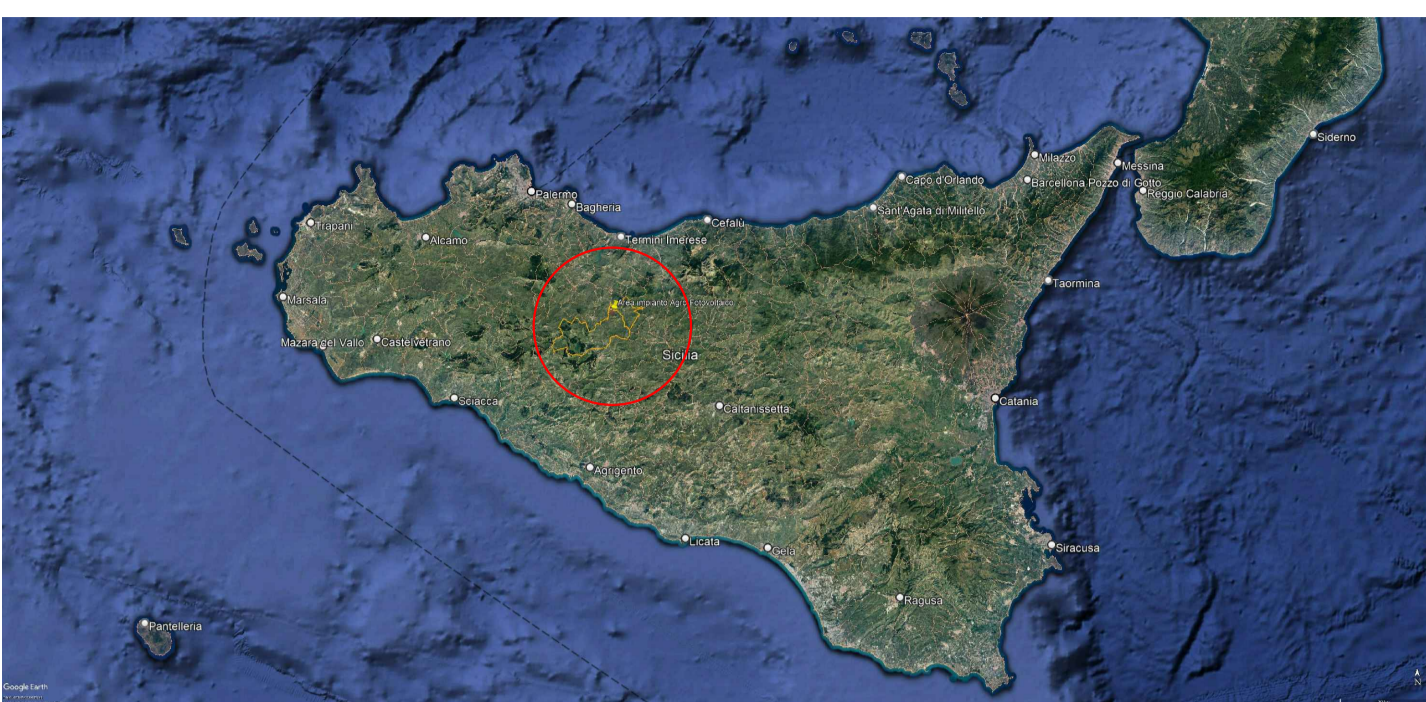 Siderno
Milazzo
Messina
Capo d'Orlando
Barcellona Pozzo di Gotto
Reggio Calabria
Palermo
Bagheria
Sant'Agata di Militello
Trapani
Cefalù
Alcamo
Termini Imerese
Taormina
Marsala
Area impianto Agro Fotovoltaico
Mazara del Vallo
Castelvetrano
Sicilia
Sciacca
Catania
Caltanissetta
Agrigento
Licata
Gela
Siracusa
Ragusa
Pantelleria
Google Earth
N